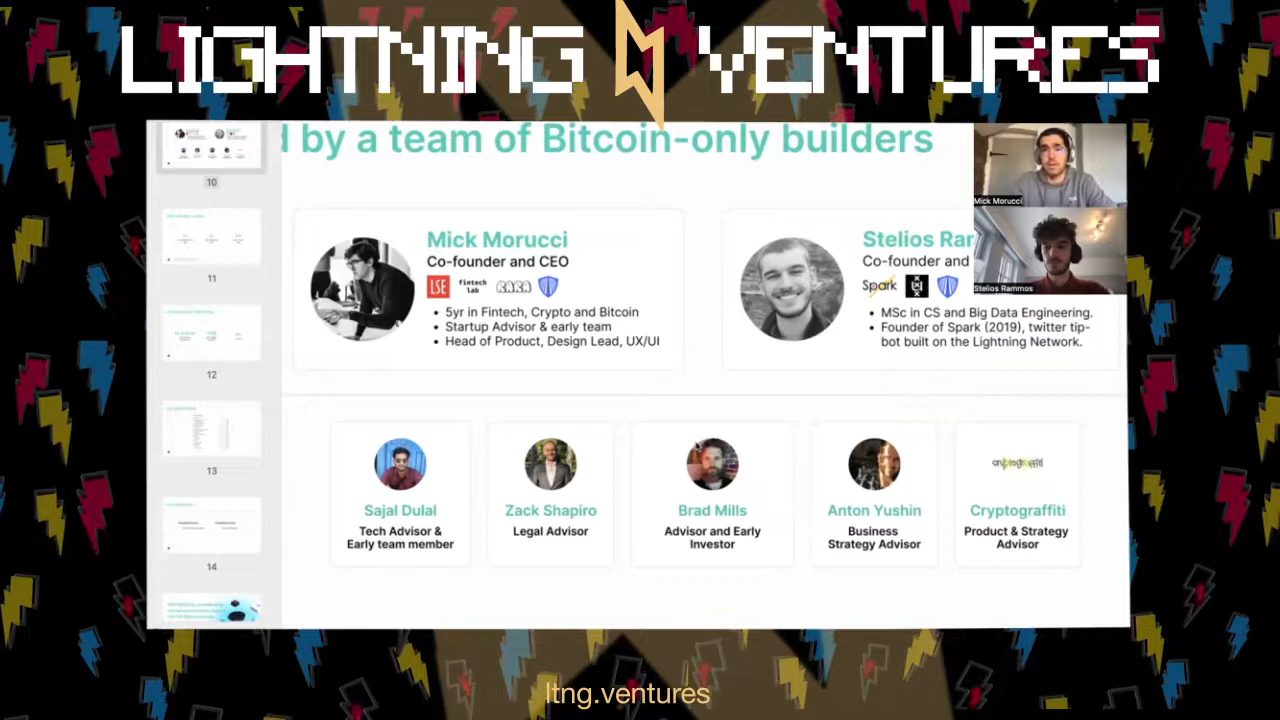 LIGHTNING VENTURES
d by a team of Bitcoin-only builders
Mick Morucci
Stelios Rammos
10
11
12
13
14
Mick Morucci
Co-founder and CEO
LSE
fintech lab
RARA
5yr in Fintech, Crypto and Bitcoin
Startup Advisor & early team
Head of Product, Design Lead, UX/UI
Stelios Rar
Co-founder and
Spark
MSc in CS and Big Data Engineering.
Founder of Spark (2019), twitter tip-
bot built on the Lightning Network.
Sajal Dulal
Tech Advisor &
Early team member
Zack Shapiro
Legal Advisor
Brad Mills
Advisor and Early
Investor
Anton Yushin
Business
Strategy Advisor
cryptograffiti
Cryptograffiti
Product & Strategy
Advisor
ltng.ventures